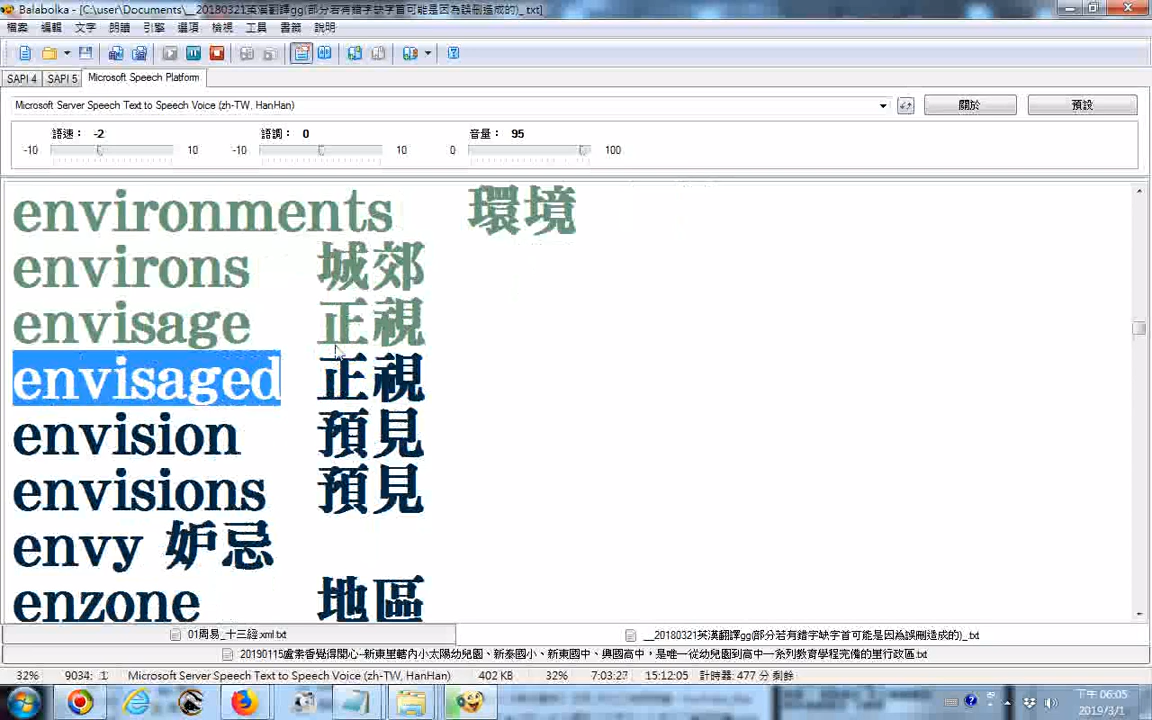 Balabolka - [C:\user\Documents\__20180321英漢翻譯gg(部分若有錯字缺字首可能是因為誤刪造成的)_.txt]
檔案 編輯 文字 朗讀 引擎 選項 檢視 工具 書籤 說明
SAPI 4 SAPI 5 Microsoft Speech Platform
Microsoft Server Speech Text to Speech Voice (zh-TW, HanHan) 關於 預設
語速： -2 語調： 0 音量： 95
-10 10 -10 10 0 100
environments 環境
environs 城郊
envisage 正視
envisaged 正視
envision 預見
envisions 預見
envy 妒忌
enzone 地區
01周易_十三經.xml.txt __20180321英漢翻譯gg(部分若有錯字缺字首可能是因為誤刪造成的)_.txt
20190115盧素香覺得開心-新東里轄內小太陽幼兒園、新泰國小、新東國中、興國高中，是唯一從幼兒園到高中一系列教育學程完備的里行政區.txt
32% 9034: 1 Microsoft Server Speech Text to Speech Voice (zh-TW, HanHan) 402 KB 32% 7:03:27 15:12:05 計時器: 477 分 剩餘
下午 06:05
2019/3/1